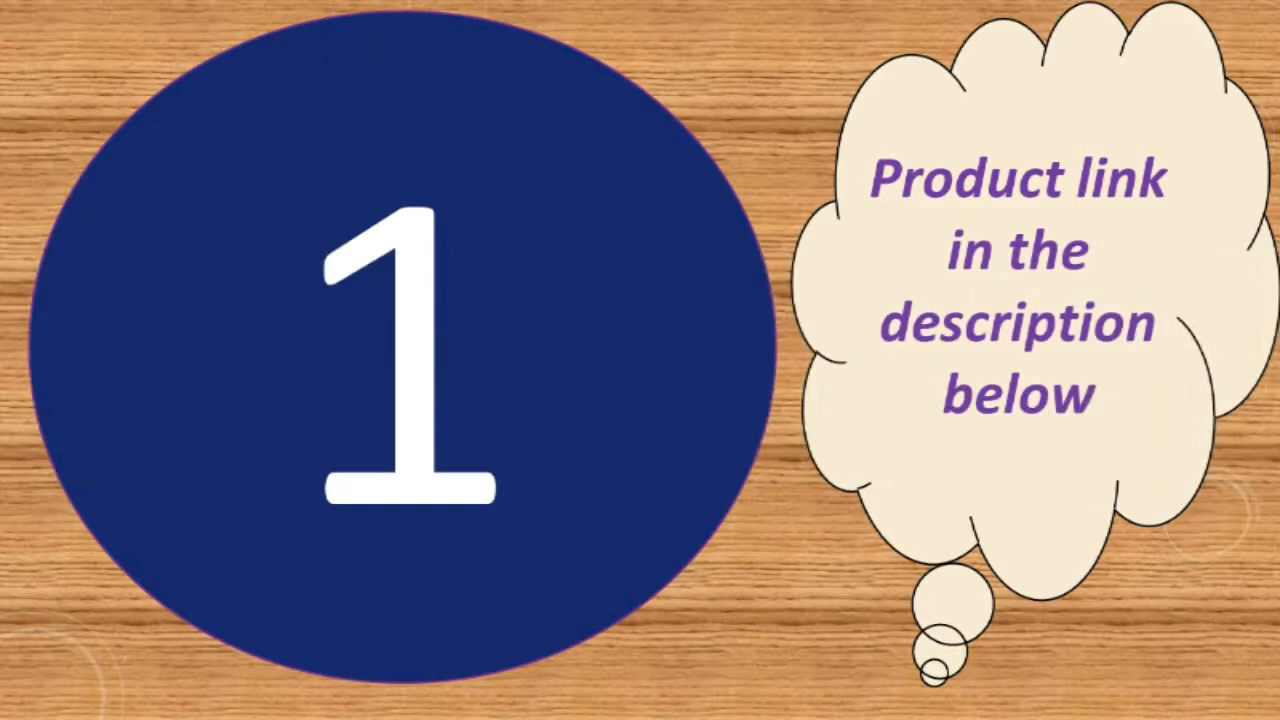 1
Product link
in the
description
below